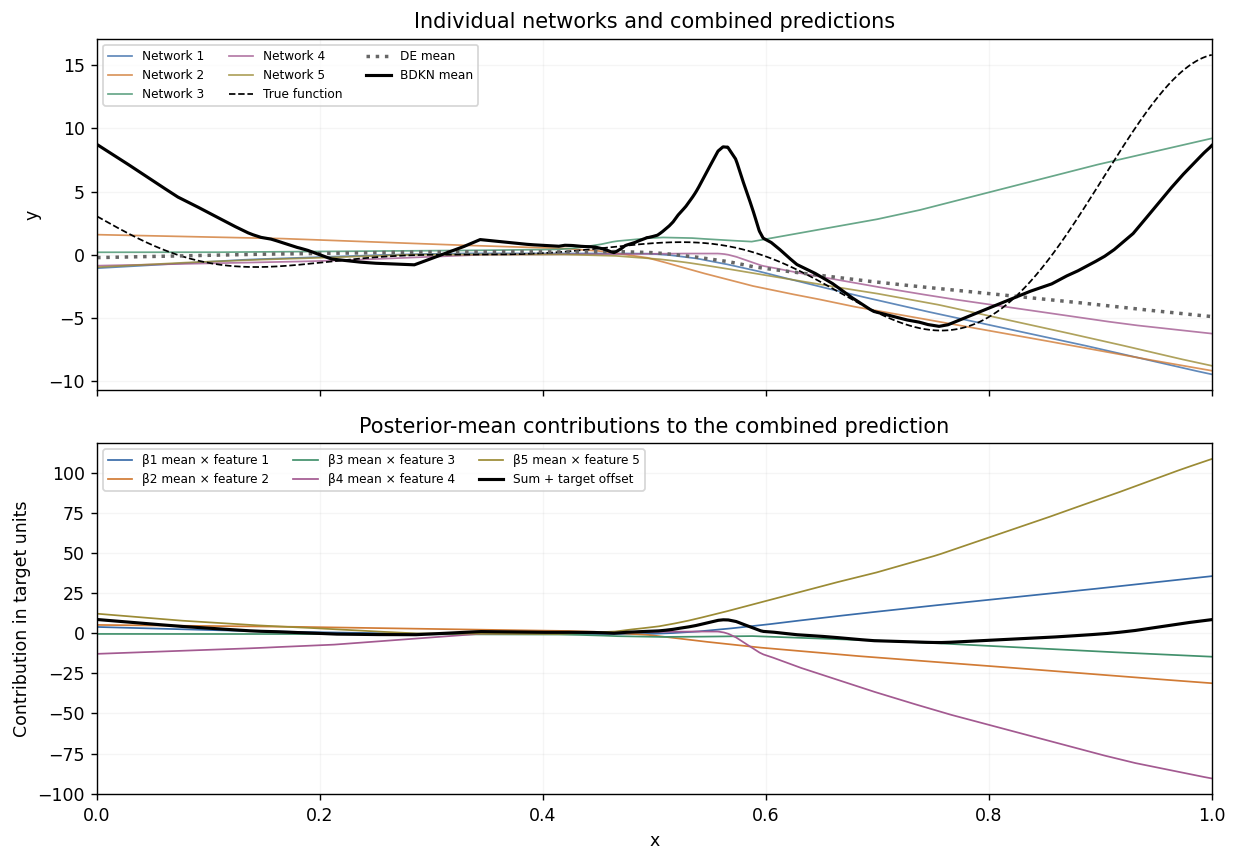 Individual networks and combined predictions
Network 1
Network 2
Network 3
Network 4
Network 5
True function
DE mean
BDKN mean
15
10
5
0
−5
−10
y
Posterior-mean contributions to the combined prediction
β1 mean × feature 1
β2 mean × feature 2
β3 mean × feature 3
β4 mean × feature 4
β5 mean × feature 5
Sum + target offset
100
75
50
25
0
−25
−50
−75
−100
Contribution in target units
0.0
0.2
0.4
0.6
0.8
1.0
x